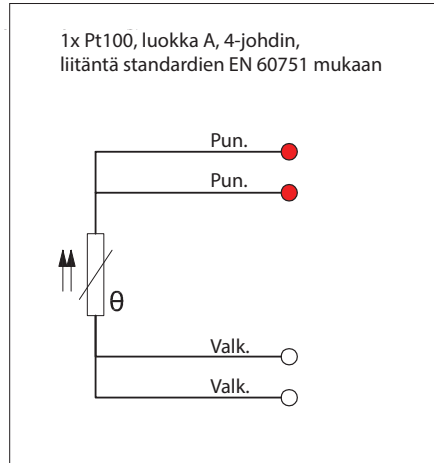 1x Pt100, luokka A, 4-johdin,
liitäntä standardien EN 60751 mukaan
Pun.
Pun.
θ
Valk.
Valk.